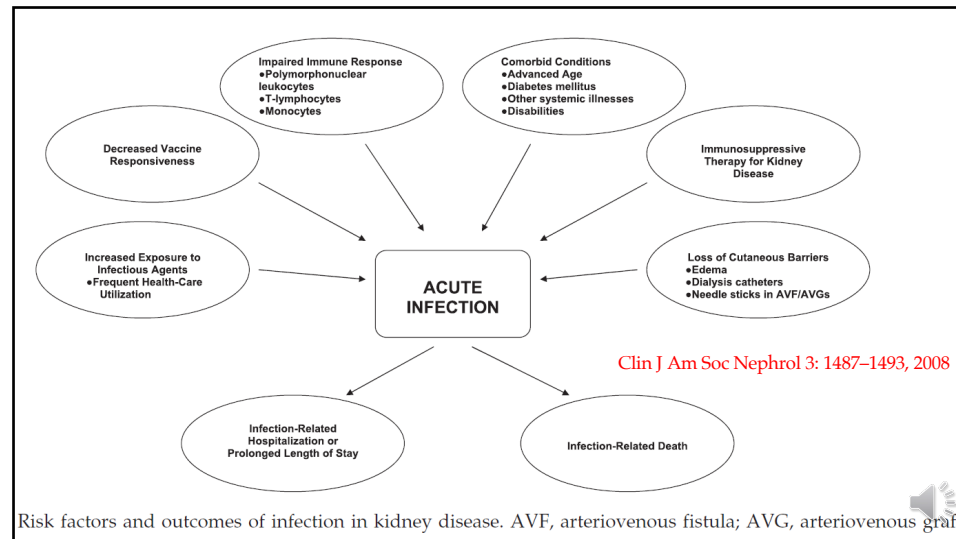 Impaired Immune Response
●Polymorphonuclear
leukocytes
●T-lymphocytes
●Monocytes
Comorbid Conditions
●Advanced Age
●Diabetes mellitus
●Other systemic illnesses
●Disabilities
Decreased Vaccine
Responsiveness
Immunosuppressive
Therapy for Kidney
Disease
Increased Exposure to
Infectious Agents
●Frequent Health-Care
Utilization
ACUTE
INFECTION
Loss of Cutaneous Barriers
●Edema
●Dialysis catheters
●Needle sticks in AVF/AVGs
Clin J Am Soc Nephrol 3: 1487–1493, 2008
Infection-Related
Hospitalization or
Prolonged Length of Stay
Infection-Related Death
Risk factors and outcomes of infection in kidney disease. AVF, arteriovenous fistula; AVG, arteriovenous graf